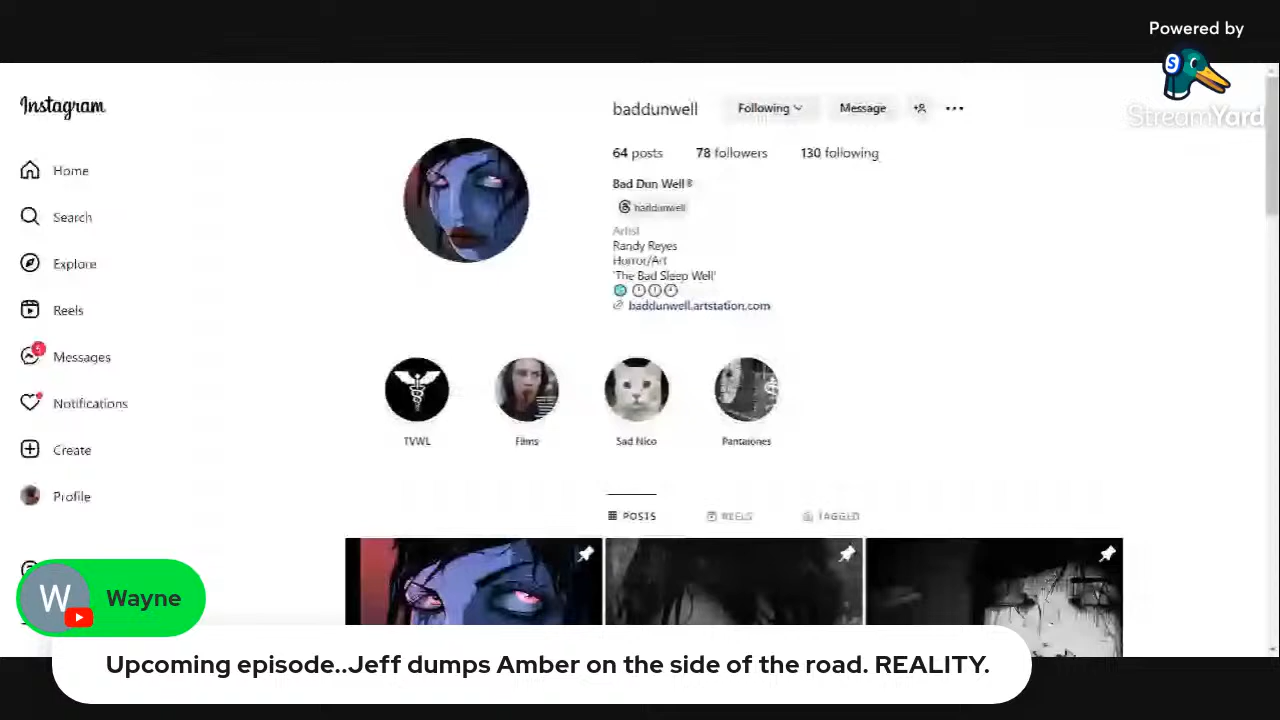 Powered by
StreamYard
Instagram
baddunwell
Following
Message
64 posts
78 followers
130 following
Bad Dun Well®
baddunwell
Artist
Randy Reyes
Horror/Art
'The Bad Sleep Well'
baddunwell.artstation.com
Home
Search
Explore
Reels
5
Messages
Notifications
Create
Profile
TVWL
Films
Sad Nico
Pantalones
POSTS
REELS
TAGGED
W
Wayne
Upcoming episode..Jeff dumps Amber on the side of the road. REALITY.